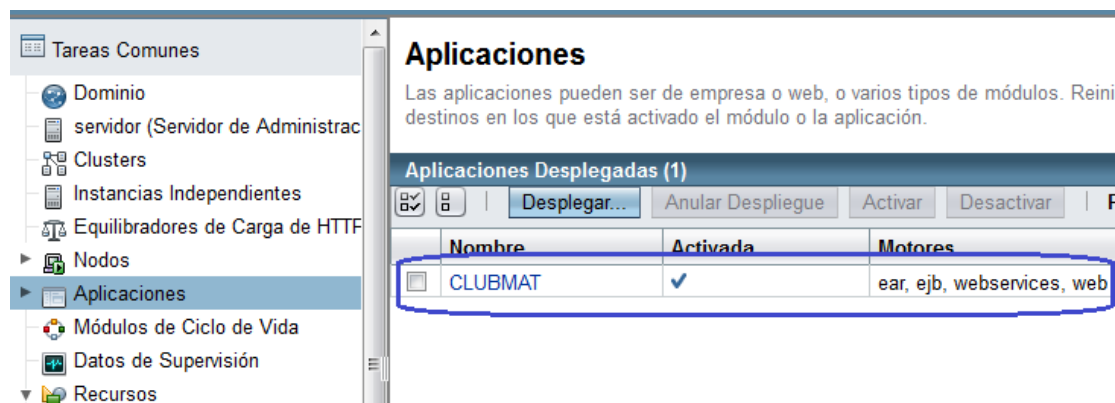 Tareas Comunes
Dominio
servidor (Servidor de Administrac
Clusters
Instancias Independientes
Equilibradores de Carga de HTTF
Nodos
Aplicaciones
Módulos de Ciclo de Vida
Datos de Supervisión
Recursos
Aplicaciones
Las aplicaciones pueden ser de empresa o web, o varios tipos de módulos. Reini
destinos en los que está activado el módulo o la aplicación.
Aplicaciones Desplegadas (1)
Desplegar... Anular Despliegue Activar Desactivar F
Nombre Activada Motores
CLUBMAT ear, ejb, webservices, web